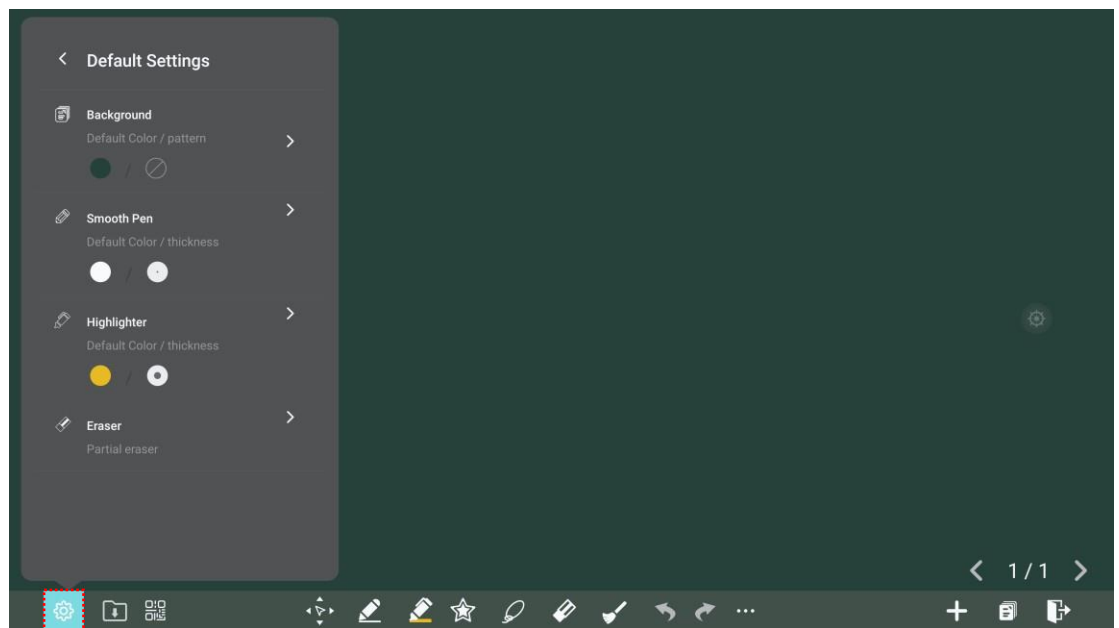 Default Settings
Background
Default Color / pattern
/
Smooth Pen
Default Color / thickness
/
Highlighter
Default Color / thickness
/
Eraser
Partial eraser
1 / 1